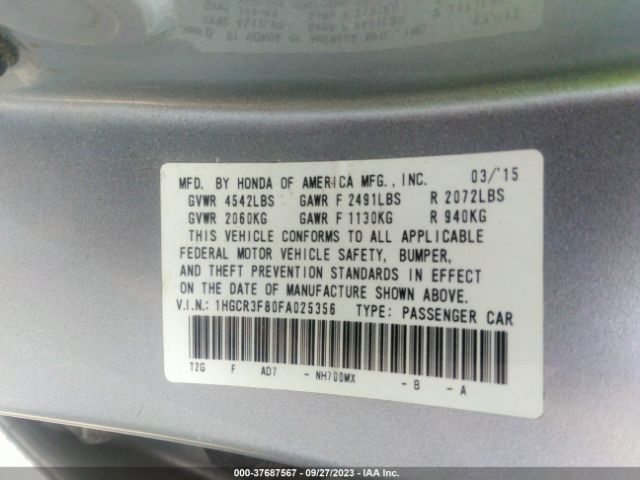 MFD. BY HONDA OF AMERICA MFG., INC. 03/'15
GVWR 4542LBS GAWR F 2491LBS R 2072LBS
GVWR 2060KG GAWR F 1130KG R 940KG
THIS VEHICLE CONFORMS TO ALL APPLICABLE
FEDERAL MOTOR VEHICLE SAFETY, BUMPER,
AND THEFT PREVENTION STANDARDS IN EFFECT
ON THE DATE OF MANUFACTURE SHOWN ABOVE.
V.I.N.: 1HGCR3F80FA025356 TYPE: PASSENGER CAR
T2G F AD7 - NH700MX - B - A
000-37687567 - 09/27/2023 - IAA Inc.